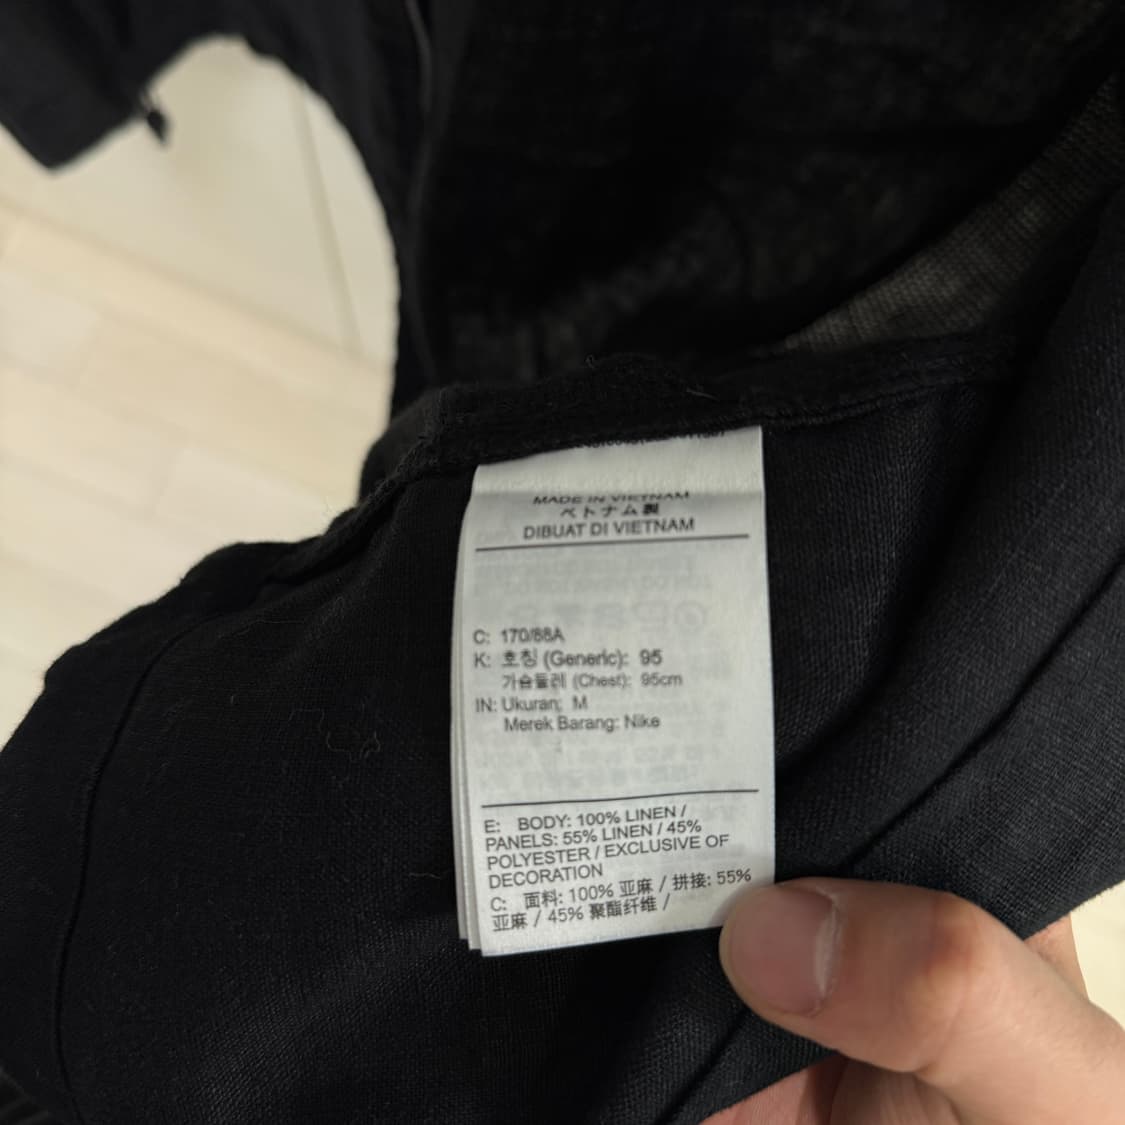 MADE IN VIETNAM
ベトナム製
DIBUAT DI VIETNAM
C: 170/88A
K: 호칭 (Generic): 95
가슴둘레 (Chest): 95cm
IN: Ukuran: M
Merek Barang: Nike
E: BODY: 100% LINEN /
PANELS: 55% LINEN / 45%
POLYESTER / EXCLUSIVE OF
DECORATION
C: 面料: 100% 亚麻 / 拼接: 55%
亚麻 / 45% 聚酯纤维 /